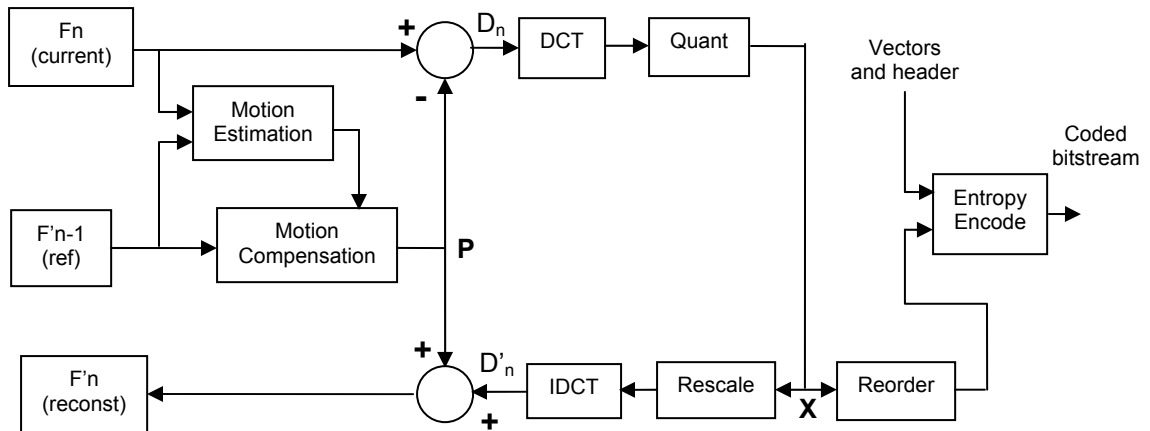 Fn
(current)
+
Dn
DCT
Quant
Vectors
and header
-
Motion
Estimation
Coded
bitstream
Entropy
Encode
F'n-1
(ref)
Motion
Compensation
P
F'n
(reconst)
+
D'n
+
IDCT
Rescale
X
Reorder